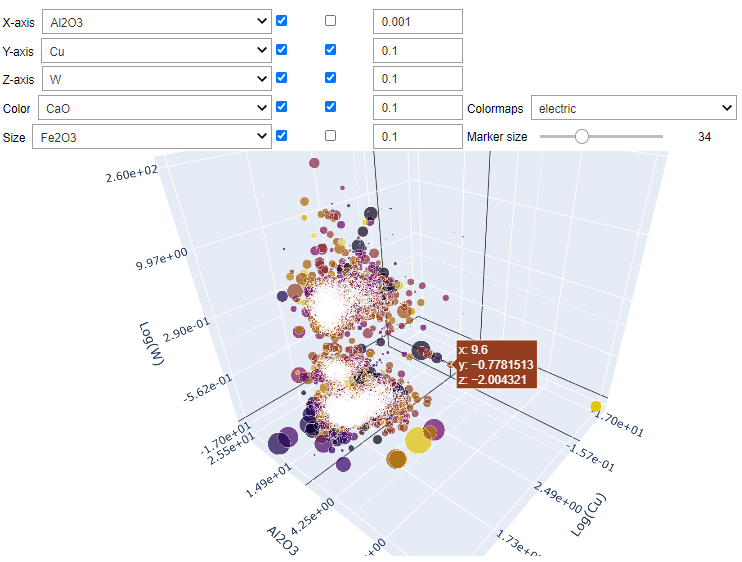 X-axis Al2O3 0.001
Y-axis Cu 0.1
Z-axis W 0.1
Color CaO 0.1 Colormaps electric
Size Fe2O3 0.1 Marker size 34
2.60e+02
9.97e+00
2.90e-01
-5.62e-01
-1.70e+01
Log(W)
x: 9.6
y: −0.7781513
z: −2.004321
2.55e+01
1.49e+01
4.25e+00
e+00
Al2O3
-1.70e+01
-1.57e-01
2.49e+00
1.73e+
Log(Cu)